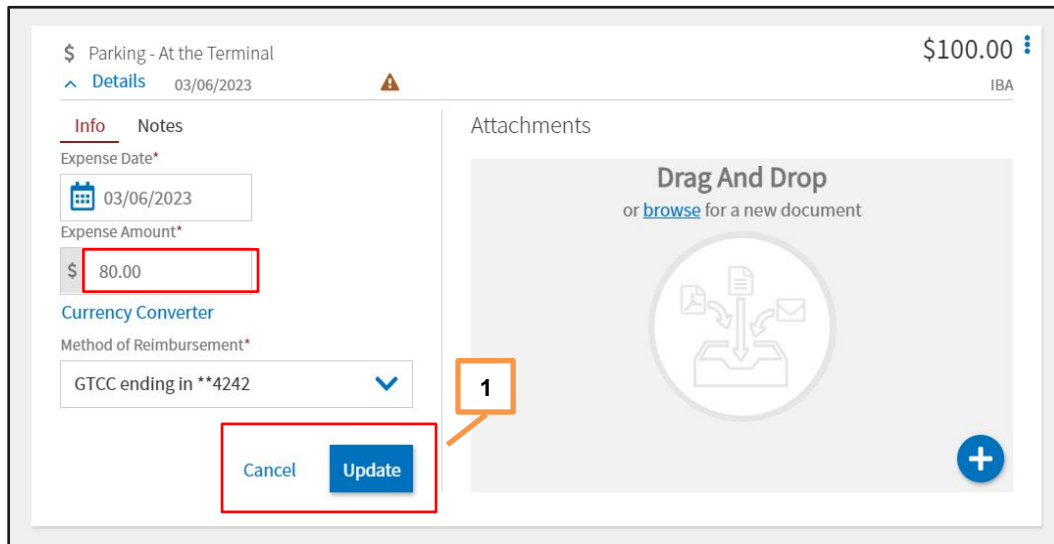 $ Parking - At the Terminal
$100.00
Details 03/06/2023
IBA
Info Notes
Expense Date*
03/06/2023
Expense Amount*
$ 80.00
Currency Converter
Method of Reimbursement*
GTCC ending in **4242
Cancel Update
1
Attachments
Drag And Drop
or browse for a new document